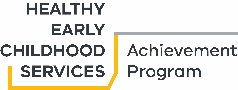 HEALTHY
EARLY
CHILDHOOD
SERVICES
Achievement
Program